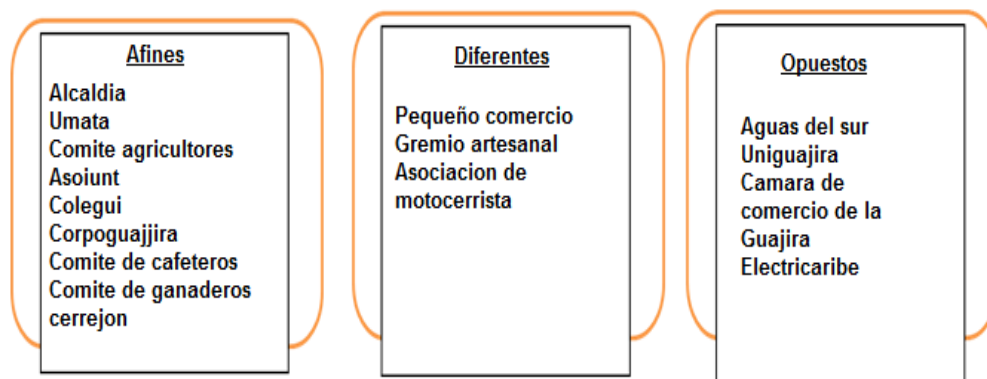 Afines
Alcaldia
Umata
Comite agricultores
Asoiunt
Colegui
Corpoguajjira
Comite de cafeteros
Comite de ganaderos
cerrejon
Diferentes
Pequeño comercio
Gremio artesanal
Asociacion de
motocerrista
Opuestos
Aguas del sur
Uniguajira
Camara de
comercio de la
Guajira
Electricaribe